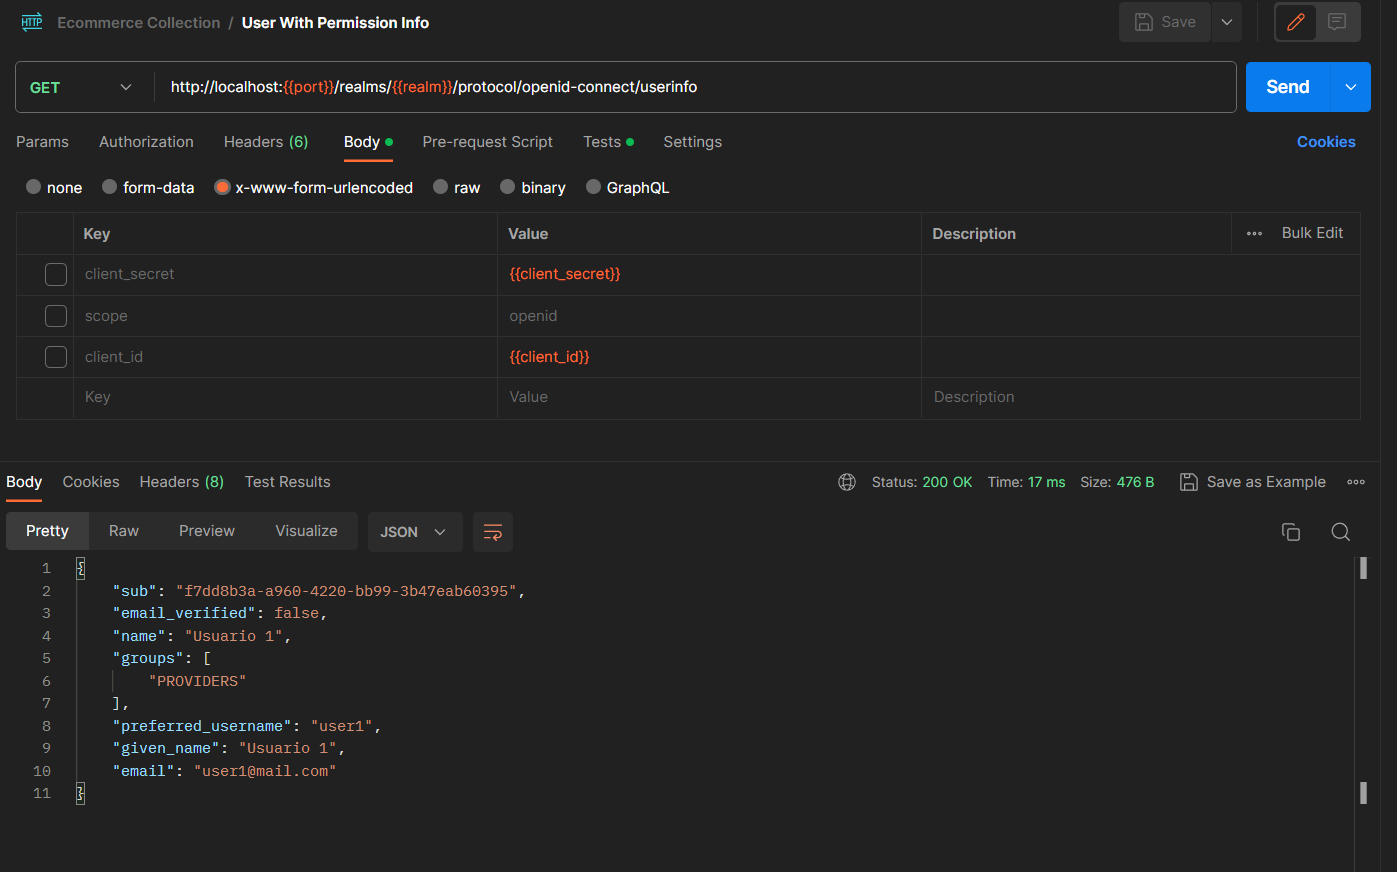 HTTP Ecommerce Collection / User With Permission Info Save
GET http://localhost:{{port}}/realms/{{realm}}/protocol/openid-connect/userinfo Send
Params Authorization Headers (6) Body Pre-request Script Tests Settings Cookies
none form-data x-www-form-urlencoded raw binary GraphQL
Key Value Description Bulk Edit
client_secret {{client_secret}}
scope openid
client_id {{client_id}}
Key Value Description
Body Cookies Headers (8) Test Results Status: 200 OK Time: 17 ms Size: 476 B Save as Example
Pretty Raw Preview Visualize JSON
1 {
2 "sub": "f7dd8b3a-a960-4220-bb99-3b47eab60395",
3 "email_verified": false,
4 "name": "Usuario 1",
5 "groups": [
6 "PROVIDERS"
7 ],
8 "preferred_username": "user1",
9 "given_name": "Usuario 1",
10 "email": "user1@mail.com"
11 }